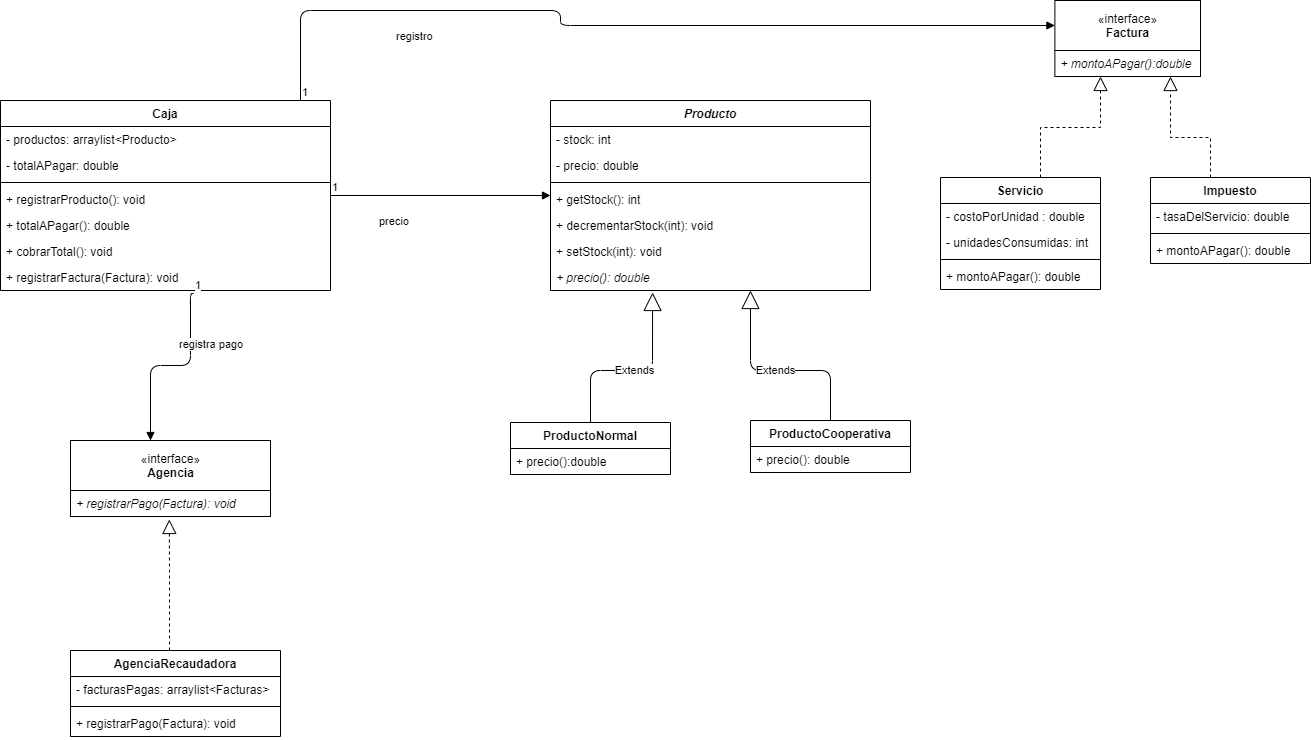 registro
1
«interface»
Factura
+ montoAPagar():double
Caja
- productos: arraylist<Producto>
- totalAPagar: double
+ registrarProducto(): void
+ totalAPagar(): double
+ cobrarTotal(): void
+ registrarFactura(Factura): void
1
precio
1
registra pago
Producto
- stock: int
- precio: double
+ getStock(): int
+ decrementarStock(int): void
+ setStock(int): void
+ precio(): double
Servicio
- costoPorUnidad : double
- unidadesConsumidas: int
+ montoAPagar(): double
Impuesto
- tasaDelServicio: double
+ montoAPagar(): double
Extends
Extends
ProductoNormal
+ precio():double
ProductoCooperativa
+ precio(): double
«interface»
Agencia
+ registrarPago(Factura): void
AgenciaRecaudadora
- facturasPagas: arraylist<Facturas>
+ registrarPago(Factura): void